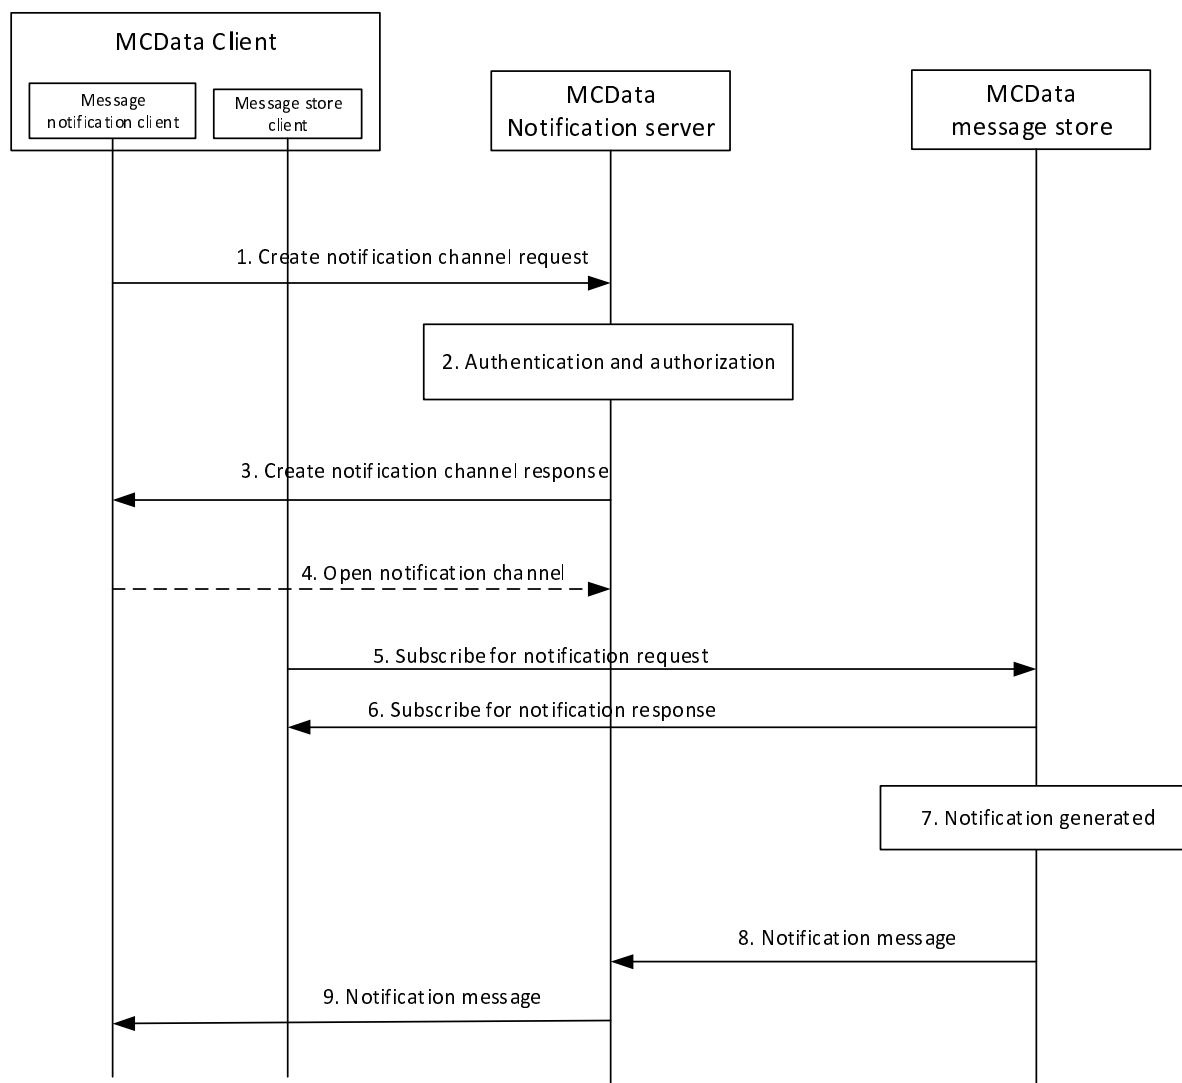 MCData Client
Message
notification client
Message store
client
MCData
Notification server
MCData
message store
1. Create notification channel request
2. Authentication and authorization
3. Create notification channel response
4. Open notification channel
5. Subscribe for notification request
6. Subscribe for notification response
7. Notification generated
8. Notification message
9. Notification message